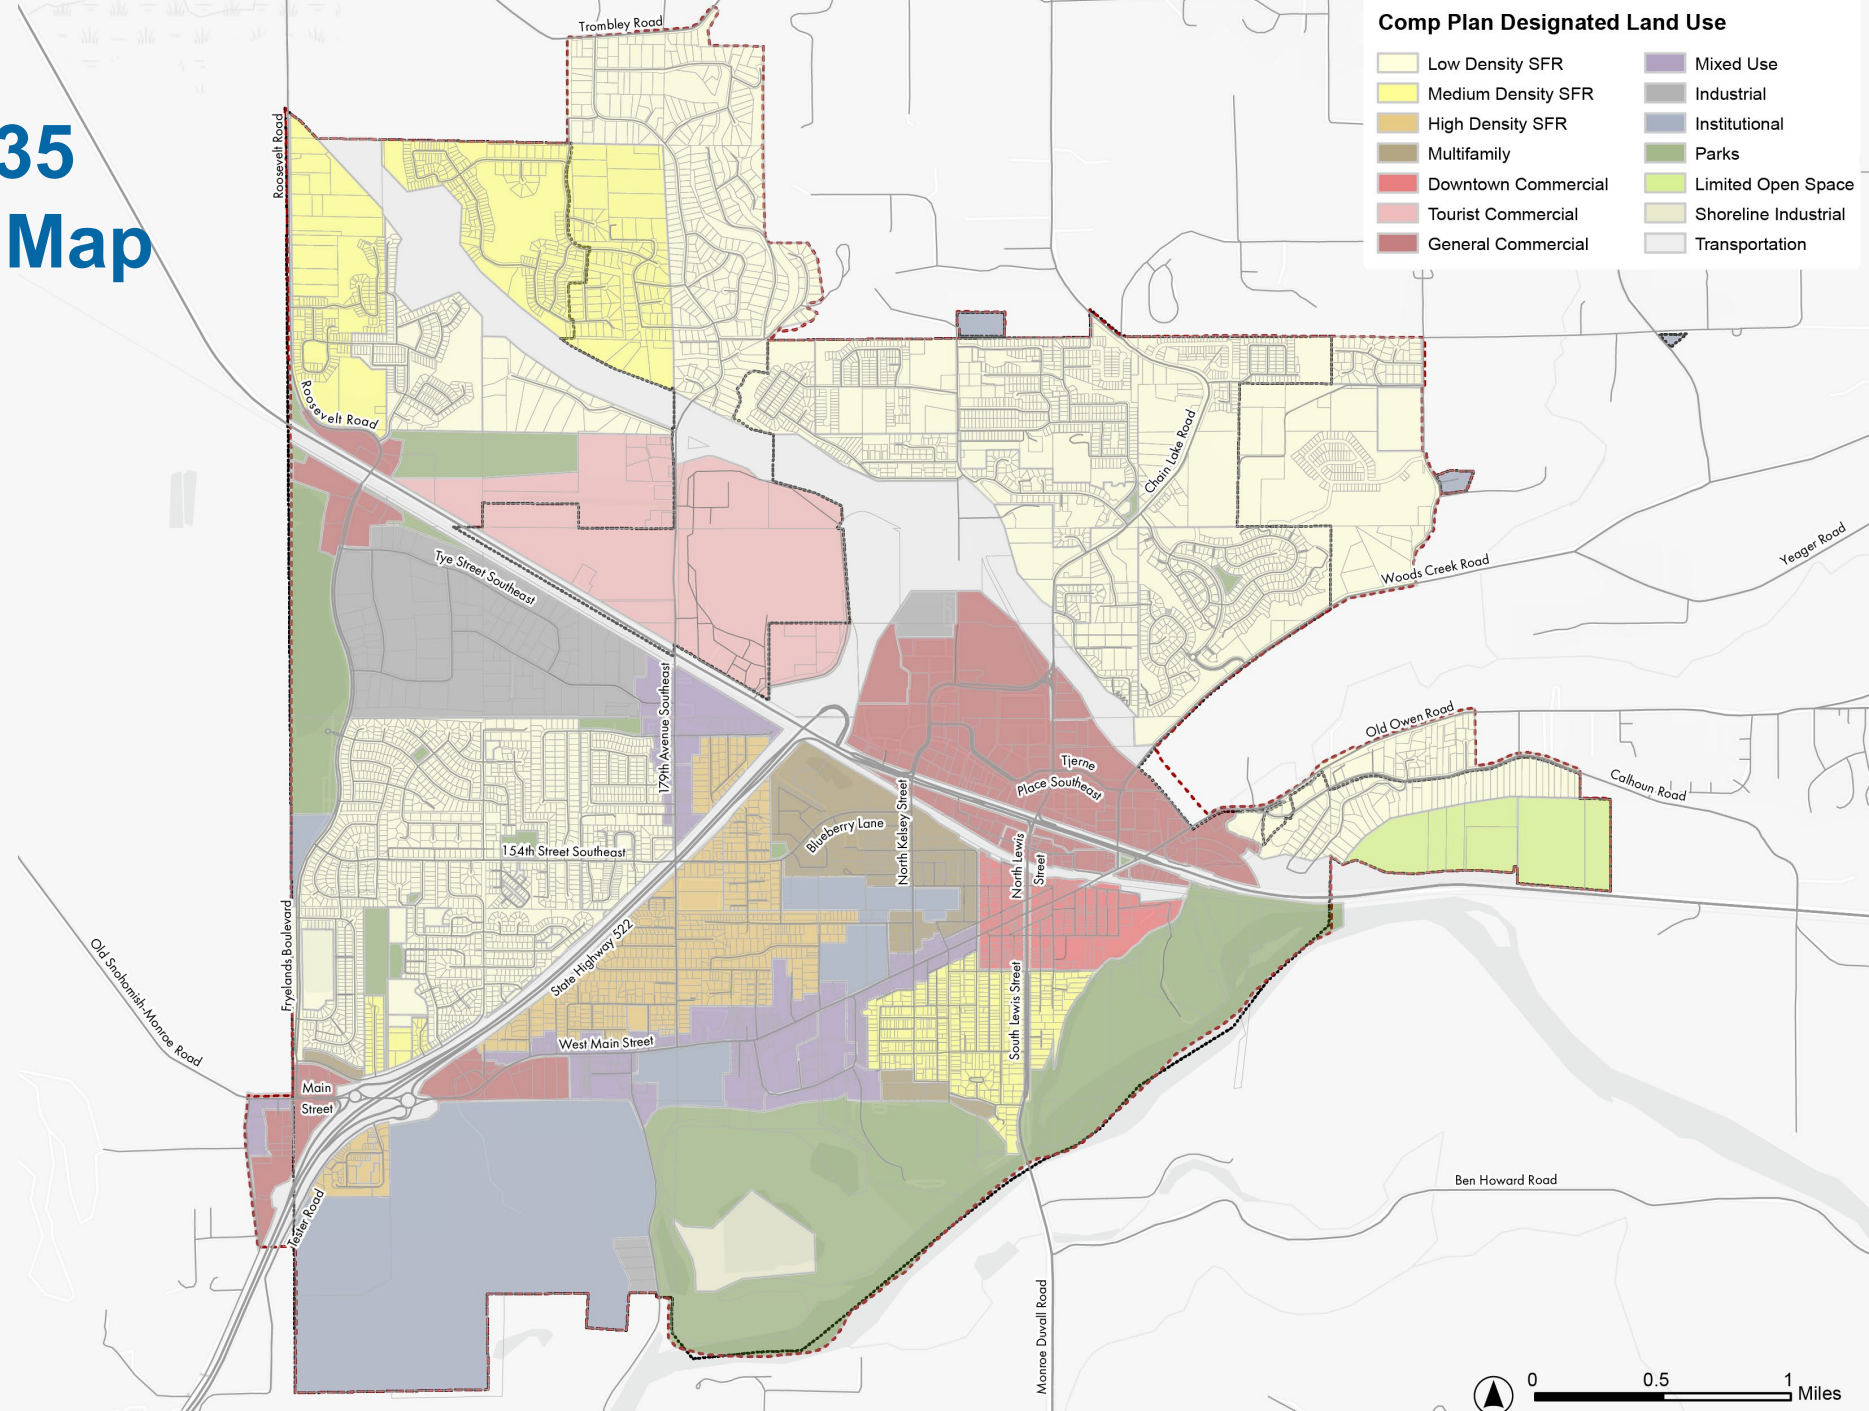 35
Map
Comp Plan Designated Land Use
Low Density SFR
Medium Density SFR
High Density SFR
Multifamily
Downtown Commercial
Tourist Commercial
General Commercial
Mixed Use
Industrial
Institutional
Parks
Limited Open Space
Shoreline Industrial
Transportation
Trombley Road
Roosevelt Road
Roosevelt Road
Chain Lake Road
Tye Street Southeast
Woods Creek Road
Yeager Road
179th Avenue Southeast
Old Owen Road
Calhoun Road
Tjerne
Place Southeast
North Kelsey Street
Blueberry Lane
154th Street Southeast
North Lewis
Street
State Highway 522
Fryelands Boulevard
Old Snohomish-Monroe Road
South Lewis Street
West Main Street
Main
Street
Tester Road
Ben Howard Road
Monroe Duvall Road
0
0.5
1
Miles